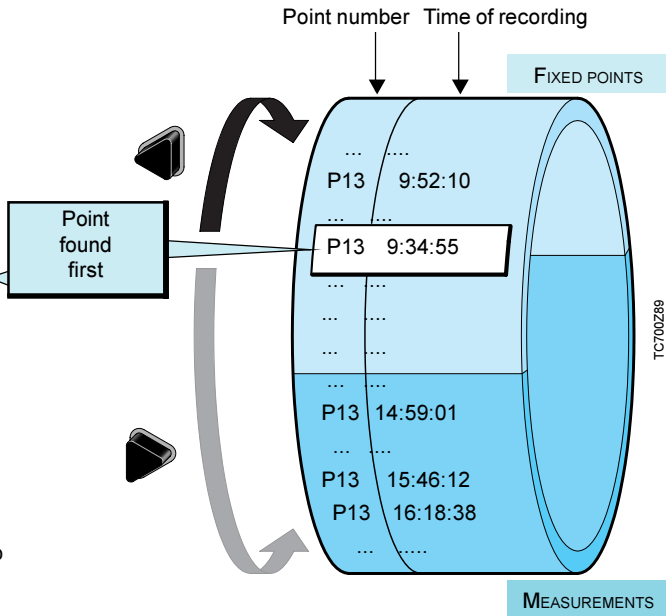 Point number Time of recording
FIXED POINTS
... ....
P13 9:52:10
... ....
Point
found
first
P13 9:34:55
... ....
... ....
... ....
... ....
P13 14:59:01
... ....
P13 15:46:12
P13 16:18:38
... .....
MEASUREMENTS
TC700Z89